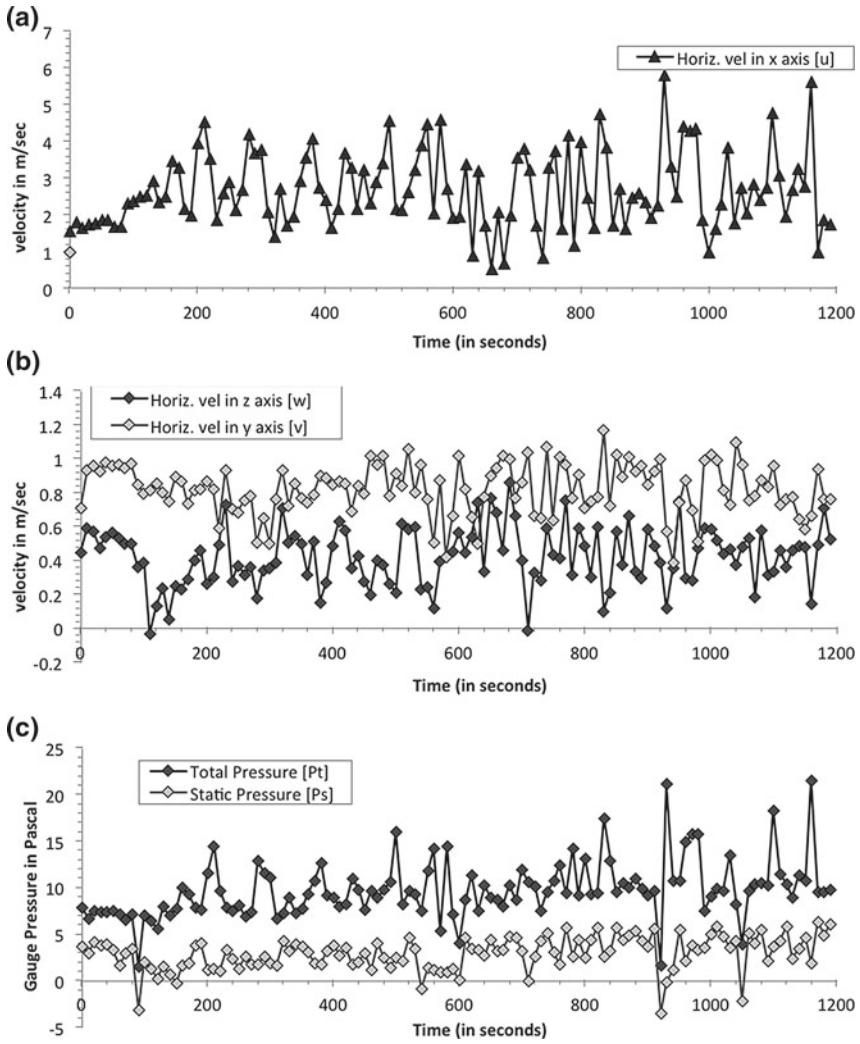 (a)
7
6
5
4
3
2
1
0
velocity in m/sec
Horiz. vel in x axis [u]
0 200 400 600 800 1000 1200
Time (in seconds)
(b)
1.4
1.2
1
0.8
0.6
0.4
0.2
0
-0.2
velocity in m/sec
Horiz. vel in z axis [w]
Horiz. vel in y axis [v]
0 200 400 600 800 1000 1200
Time (in seconds)
(c)
25
20
15
10
5
0
-5
Gauge Pressure in Pascal
Total Pressure [Pt]
Static Pressure [Ps]
0 200 400 600 800 1000 1200
Time (in seconds)